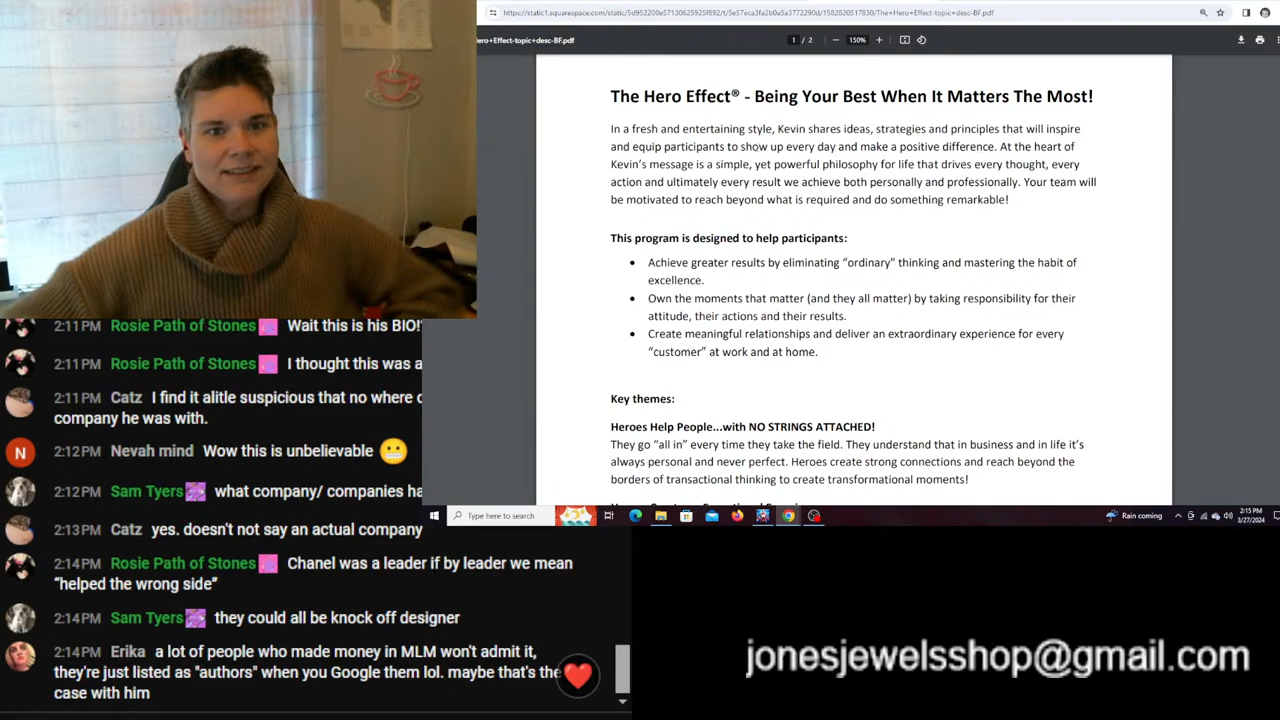 https://static1.squarespace.com/static/5d952200e57130625925f892/t/5e57eca3fa2b0a5a3772290d/1582820517830/The+Hero+Effect-topic+desc-BF.pdf
ero+Effect-topic+desc-BF.pdf
1 / 2
150%
The Hero Effect® - Being Your Best When It Matters The Most!
In a fresh and entertaining style, Kevin shares ideas, strategies and principles that will inspire
and equip participants to show up every day and make a positive difference. At the heart of
Kevin's message is a simple, yet powerful philosophy for life that drives every thought, every
action and ultimately every result we achieve both personally and professionally. Your team will
be motivated to reach beyond what is required and do something remarkable!
This program is designed to help participants:
• Achieve greater results by eliminating “ordinary" thinking and mastering the habit of
excellence.
• Own the moments that matter (and they all matter) by taking responsibility for their
attitude, their actions and their results.
• Create meaningful relationships and deliver an extraordinary experience for every
“customer” at work and at home.
Key themes:
Heroes Help People...with NO STRINGS ATTACHED!
They go “all in” every time they take the field. They understand that in business and in life it's
always personal and never perfect. Heroes create strong connections and reach beyond the
borders of transactional thinking to create transformational moments!
Type here to search
Rain coming
2:15 PM
3/27/2024
2:11 PM Rosie Path of Stones Wait this is his BIO!
2:11 PM Rosie Path of Stones I thought this was a
2:11 PM Catz I find it alitle suspicious that no where
company he was with.
2:12 PM Nevah mind Wow this is unbelievable
2:12 PM Sam Tyers what company/ companies ha
2:13 PM Catz yes. doesn't not say an actual company
2:14 PM Rosie Path of Stones Chanel was a leader if by leader we mean
“helped the wrong side”
2:14 PM Sam Tyers they could all be knock off designer
2:14 PM Erika a lot of people who made money in MLM won't admit it,
they're just listed as "authors" when you Google them lol. maybe that's the
case with him
N
jonesjewelsshop@gmail.com